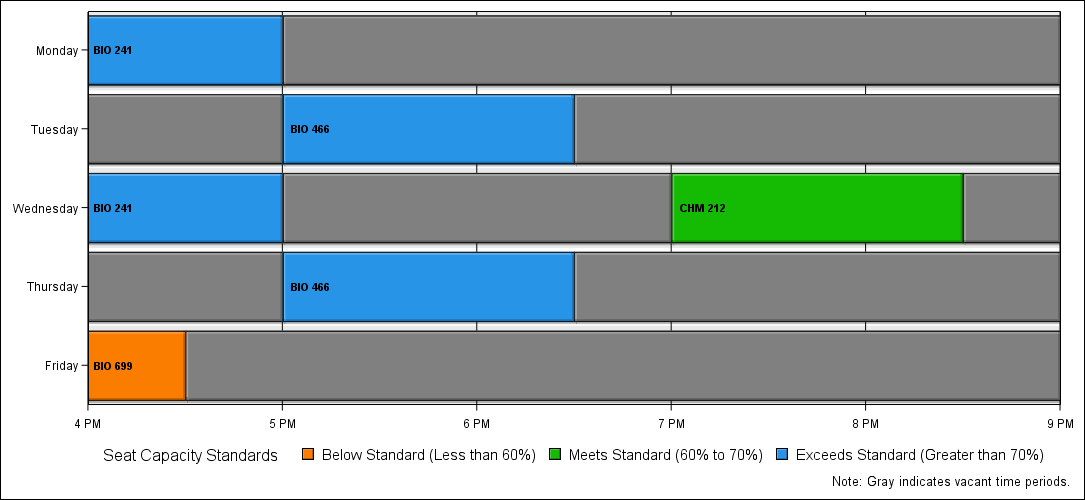 Monday BIO 241
Tuesday BIO 466
Wednesday BIO 241 CHM 212
Thursday BIO 466
Friday BIO 699
4 PM 5 PM 6 PM 7 PM 8 PM 9 PM
Seat Capacity Standards Below Standard (Less than 60%) Meets Standard (60% to 70%) Exceeds Standard (Greater than 70%)
Note: Gray indicates vacant time periods.